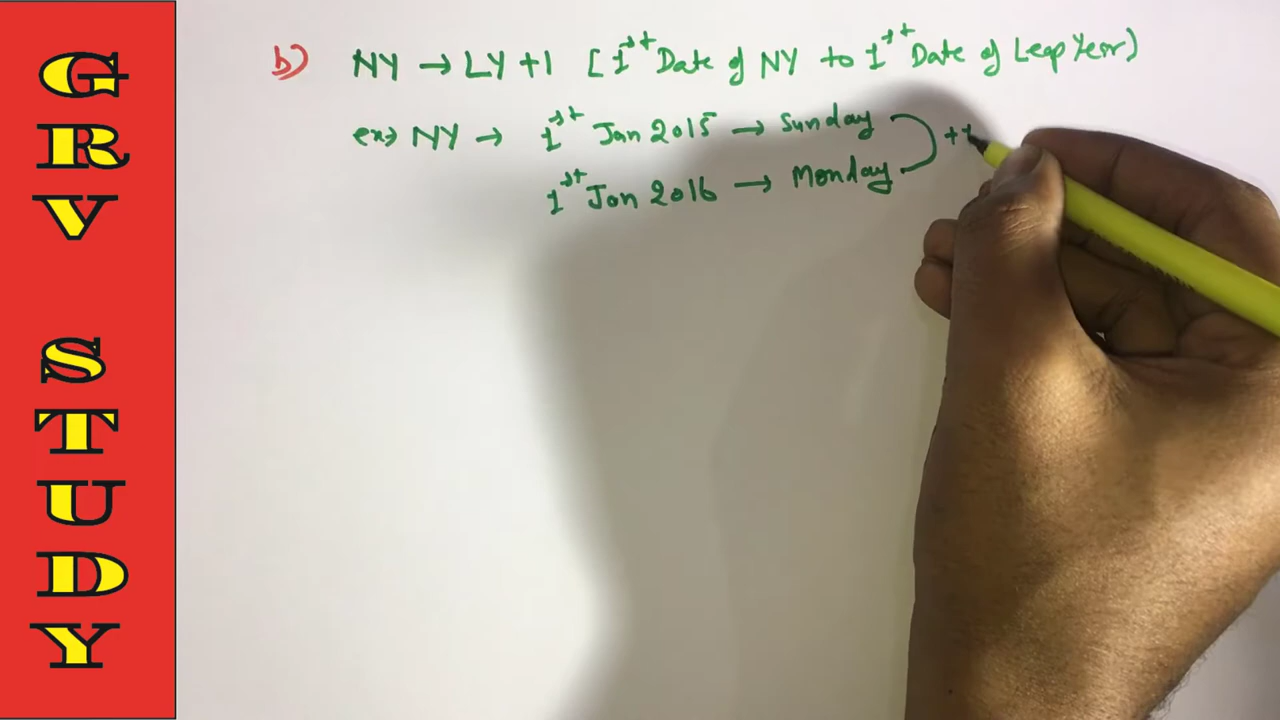 GRV STUDY
b) NY → LY +1 [1st Date of NY to 1st Date of Leap Year)
ex→ NY → 1st Jan 2015 → Sunday
1st Jan 2016 → Monday
+1